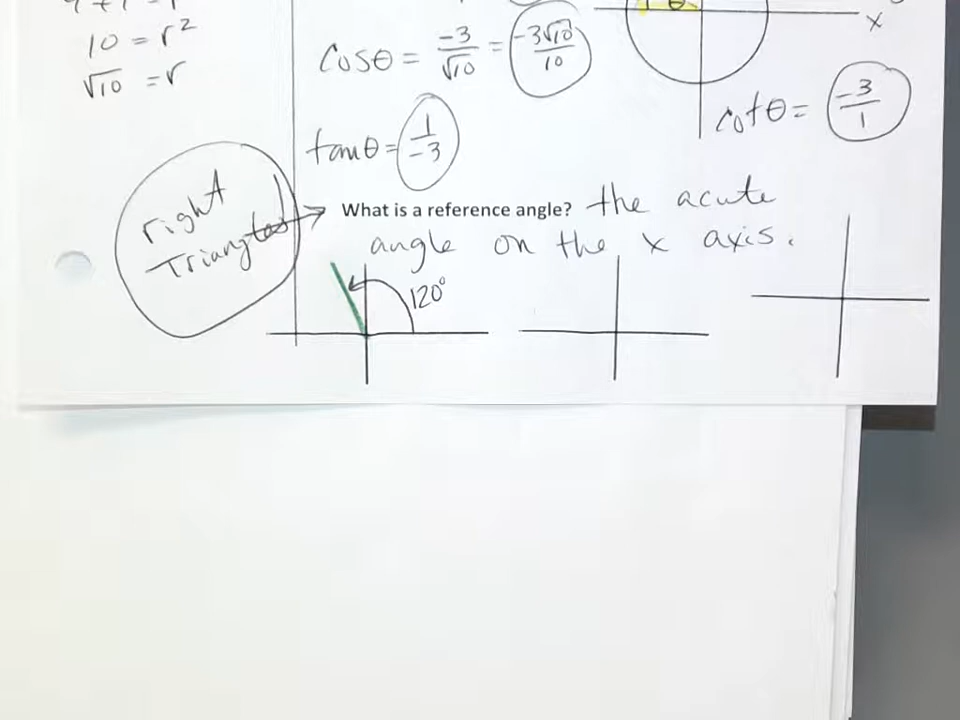 10 = r²
√10 = r
cosθ = -3/√10 = -3√10/10
x
θ
cotθ = -3/1
tanθ = 1/-3
right
Triangles
What is a reference angle? the acute
angle on the x axis.
120°